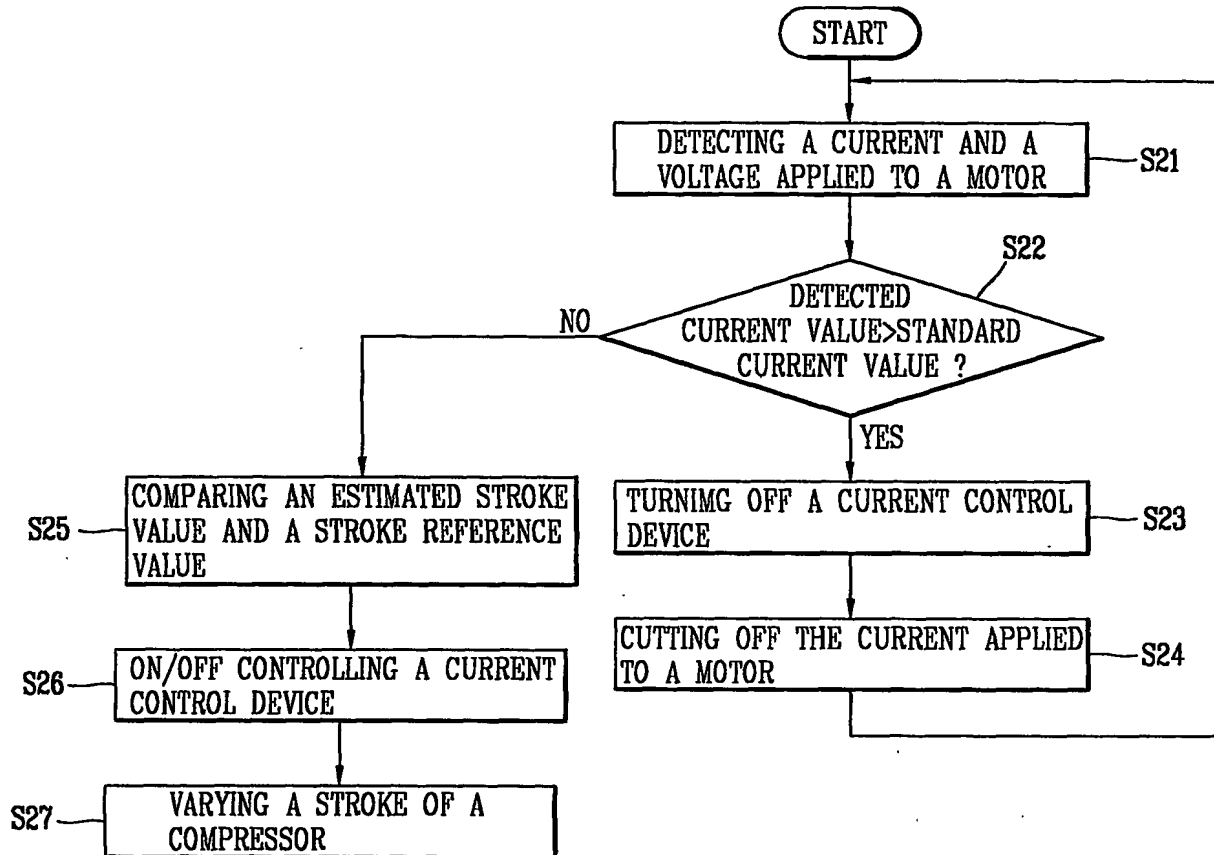 START
DETECTING A CURRENT AND A
VOLTAGE APPLIED TO A MOTOR
S21
S22
DETECTED
CURRENT VALUE>STANDARD
CURRENT VALUE ?
NO
YES
COMPARING AN ESTIMATED STROKE
VALUE AND A STROKE REFERENCE
VALUE
S25
TURNIMG OFF A CURRENT CONTROL
DEVICE
S23
ON/OFF CONTROLLING A CURRENT
CONTROL DEVICE
S26
CUTTING OFF THE CURRENT APPLIED
TO A MOTOR
S24
VARYING A STROKE OF A
COMPRESSOR
S27